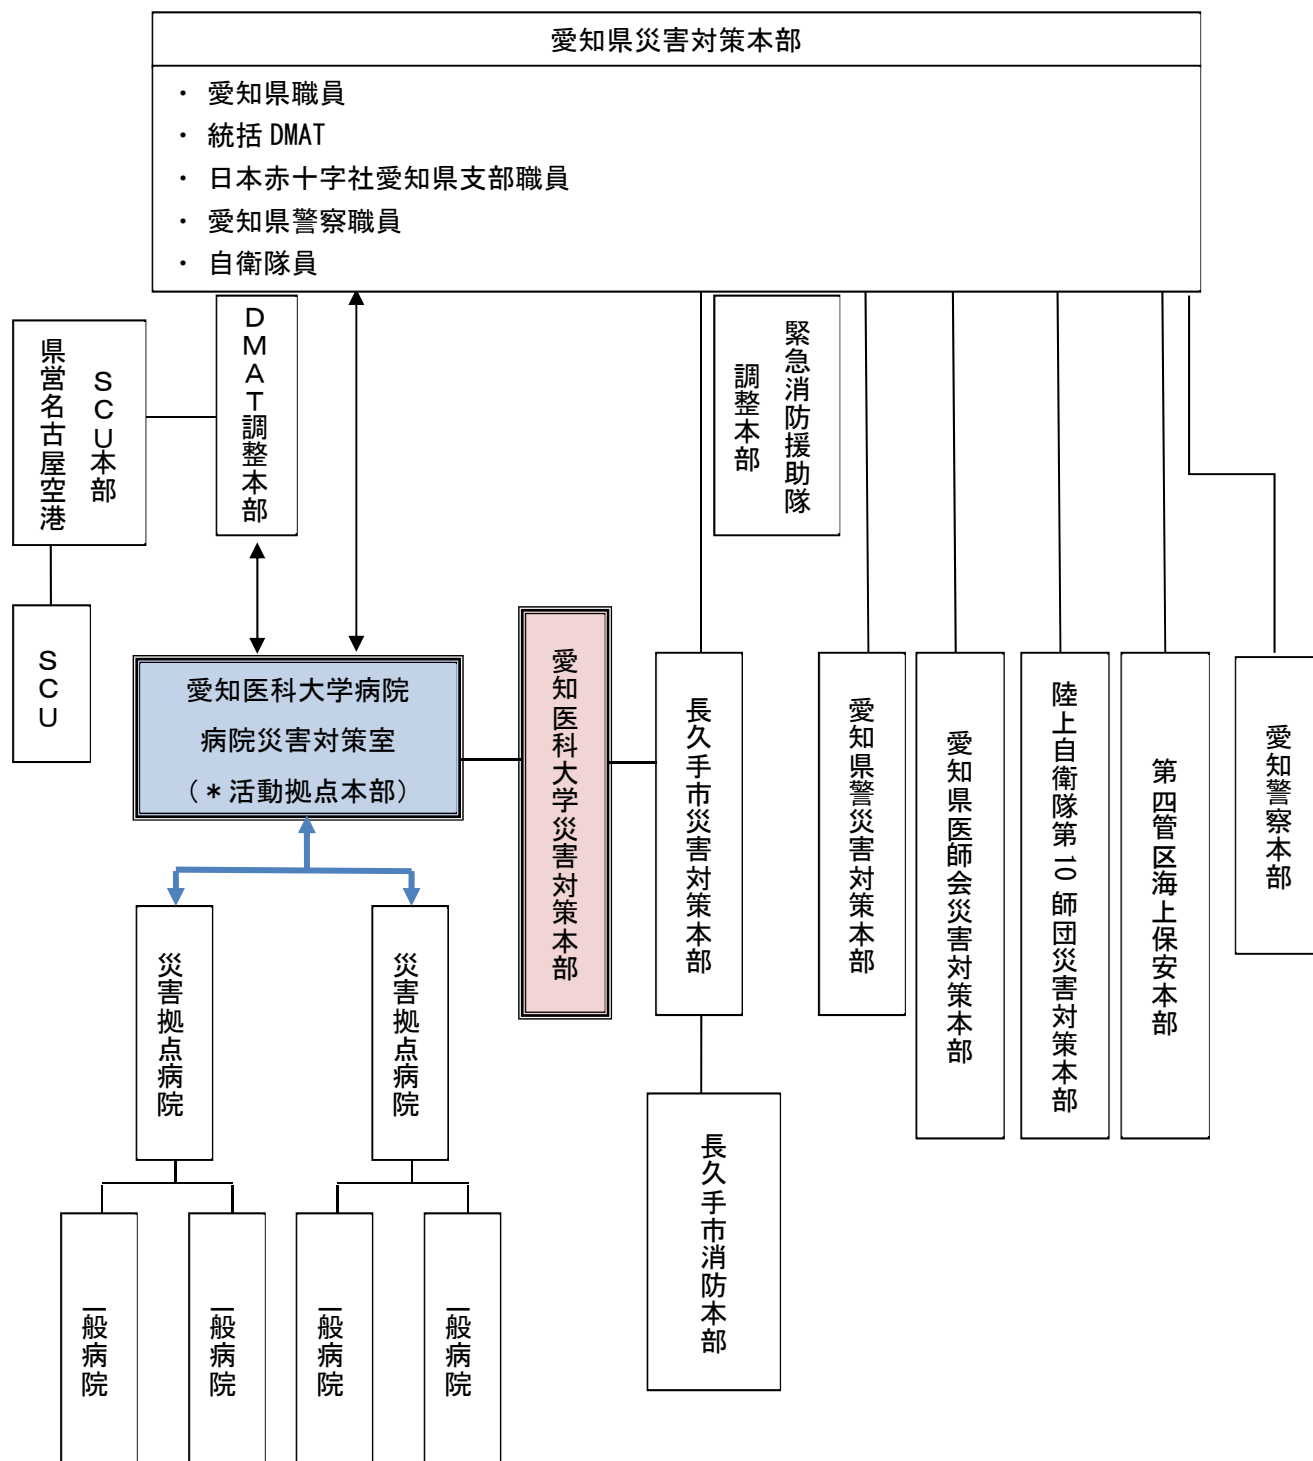 愛知県災害対策本部
・ 愛知県職員
・ 統括 DMAT
・ 日本赤十字社愛知県支部職員
・ 愛知県警察職員
・ 自衛隊員
ＤＭＡＴ調整本部
緊急消防援助隊
調整本部
ＳＣＵ本部
県営名古屋空港
ＳＣＵ
愛知医科大学病院
病院災害対策室
（＊活動拠点本部）
愛知医科大学災害対策本部
長久手市災害対策本部
愛知県警災害対策本部
愛知県医師会災害対策本部
陸上自衛隊第 10 師団災害対策本部
第四管区海上保安本部
愛知警察本部
災害拠点病院
災害拠点病院
長久手市消防本部
一般病院
一般病院
一般病院
一般病院